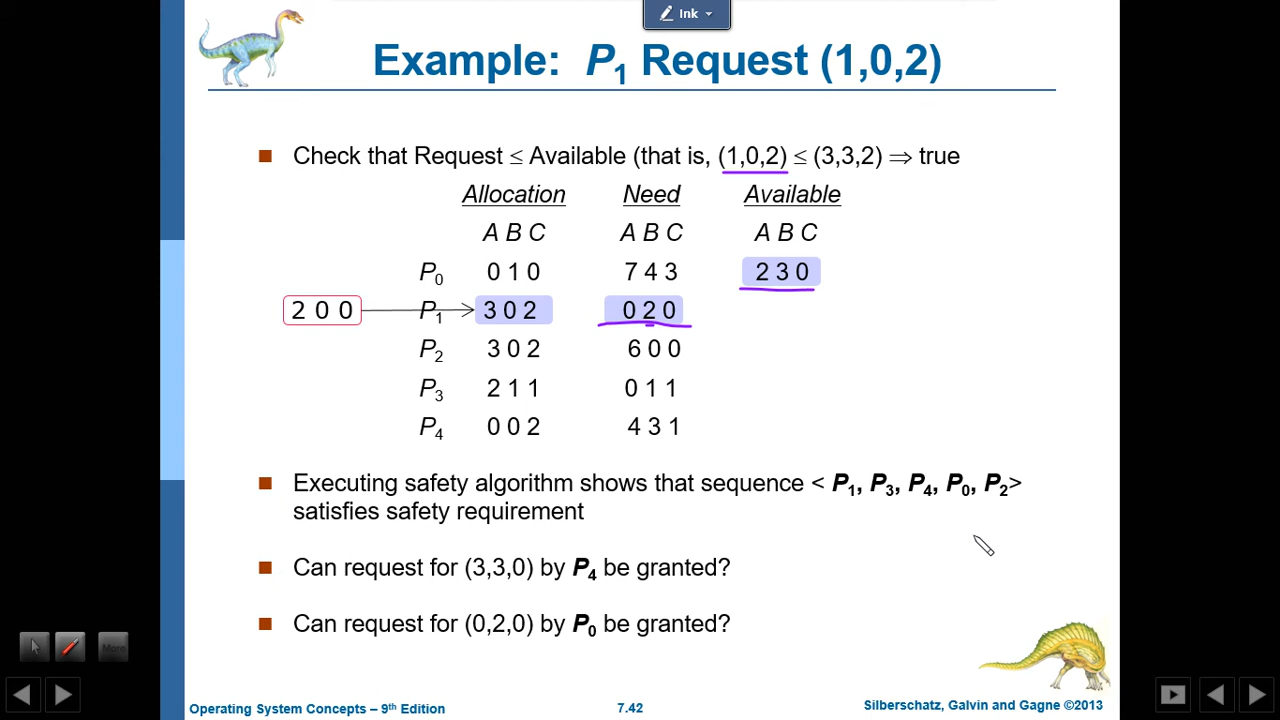 Ink
Example: P1 Request (1,0,2)
Check that Request ≤ Available (that is, (1,0,2) ≤ (3,3,2) ⇒ true
Allocation Need Available
A B C A B C A B C
P0 0 1 0 7 4 3 2 3 0
2 0 0 P1 3 0 2 0 2 0
P2 3 0 2 6 0 0
P3 2 1 1 0 1 1
P4 0 0 2 4 3 1
Executing safety algorithm shows that sequence < P1, P3, P4, P0, P2>
satisfies safety requirement
Can request for (3,3,0) by P4 be granted?
Can request for (0,2,0) by P0 be granted?
More
Operating System Concepts – 9th Edition 7.42 Silberschatz, Galvin and Gagne ©2013